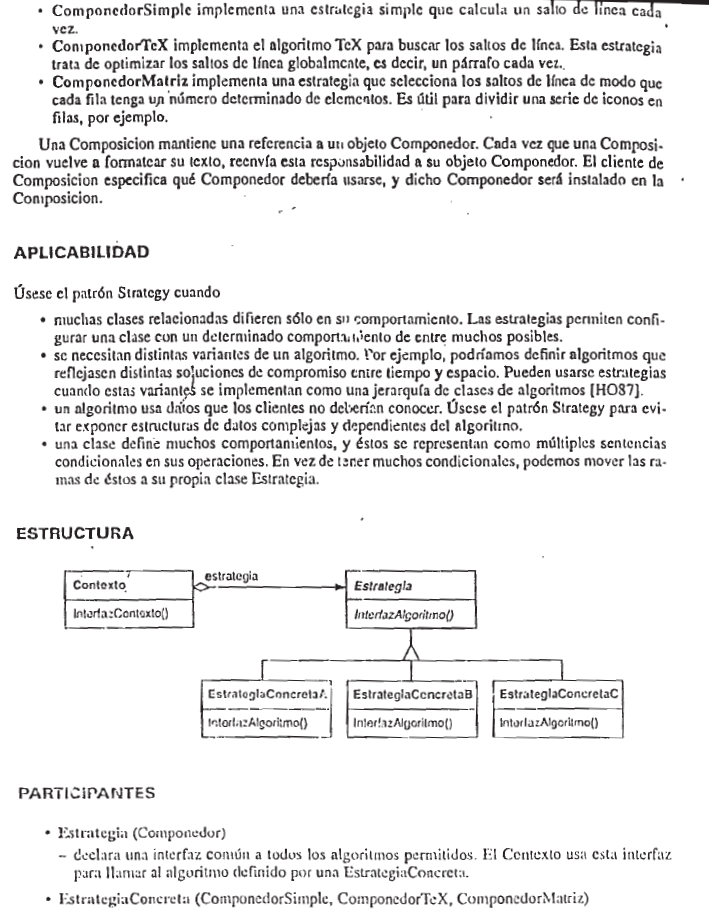 • ComponedorSimple implementa una estrategia simple que calcula un salto de línea cada
vez.
• ComponedorTeX implementa el algoritmo TeX para buscar los saltos de línea. Esta estrategia
trata de optimizar los saltos de línea globalmente, es decir, un párrafo cada vez.
• ComponedorMatriz implementa una estrategia que selecciona los saltos de línea de modo que
cada fila tenga un número determinado de elementos. Es útil para dividir una serie de iconos en
filas, por ejemplo.
Una Composicion mantiene una referencia a un objeto Componedor. Cada vez que una Composi-
cion vuelve a formatear su texto, reenvía esta responsabilidad a su objeto Componedor. El cliente de
Composicion especifica qué Componedor debería usarse, y dicho Componedor será instalado en la
Composicion.
APLICABILIDAD
Úsese el patrón Strategy cuando
• muchas clases relacionadas difieren sólo en su comportamiento. Las estrategias permiten confi-
gurar una clase con un determinado comportamiento de entre muchos posibles.
• se necesitan distintas variantes de un algoritmo. Por ejemplo, podríamos definir algoritmos que
reflejasen distintas soluciones de compromiso entre tiempo y espacio. Pueden usarse estrategias
cuando estas variantes se implementan como una jerarquía de clases de algoritmos [HO87].
• un algoritmo usa datos que los clientes no deberían conocer. Úsese el patrón Strategy para evi-
tar exponer estructuras de datos complejas y dependientes del algoritmo.
• una clase define muchos comportamientos, y éstos se representan como múltiples sentencias
condicionales en sus operaciones. En vez de tener muchos condicionales, podemos mover las ra-
mas de éstos a su propia clase Estrategia.
ESTRUCTURA
estrategia
Contexto
InterfazContexto()
Estrategia
InterfazAlgoritmo()
EstrategiaConcretaA
InterfazAlgoritmo()
EstrategiaConcretaB
InterfazAlgoritmo()
EstrategiaConcretaC
InterfazAlgoritmo()
PARTICIPANTES
• Estrategia (Componedor)
– declara una interfaz común a todos los algoritmos permitidos. El Contexto usa esta interfaz
para llamar al algoritmo definido por una EstrategiaConcreta.
• EstrategiaConcreta (ComponedorSimple, ComponedorTeX, ComponedorMatriz)